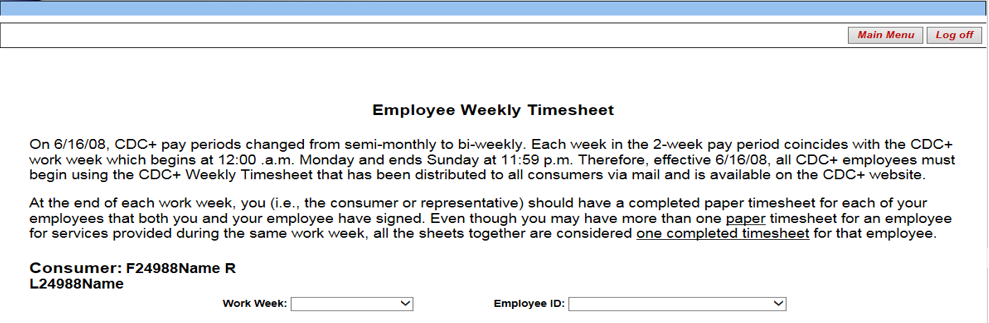 Main Menu Log off
Employee Weekly Timesheet
On 6/16/08, CDC+ pay periods changed from semi-monthly to bi-weekly. Each week in the 2-week pay period coincides with the CDC+
work week which begins at 12:00 .a.m. Monday and ends Sunday at 11:59 p.m. Therefore, effective 6/16/08, all CDC+ employees must
begin using the CDC+ Weekly Timesheet that has been distributed to all consumers via mail and is available on the CDC+ website.
At the end of each work week, you (i.e., the consumer or representative) should have a completed paper timesheet for each of your
employees that both you and your employee have signed. Even though you may have more than one paper timesheet for an employee
for services provided during the same work week, all the sheets together are considered one completed timesheet for that employee.
Consumer: F24988Name R
L24988Name
Work Week: Employee ID: